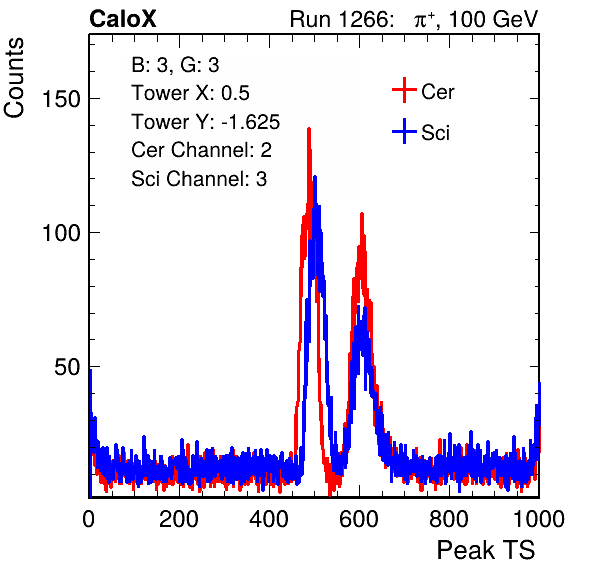 CaloX Run 1266: π⁺, 100 GeV
B: 3, G: 3
Tower X: 0.5
Tower Y: -1.625
Cer Channel: 2
Sci Channel: 3
Cer
Sci
Counts
150
100
50
0 200 400 600 800 1000
Peak TS